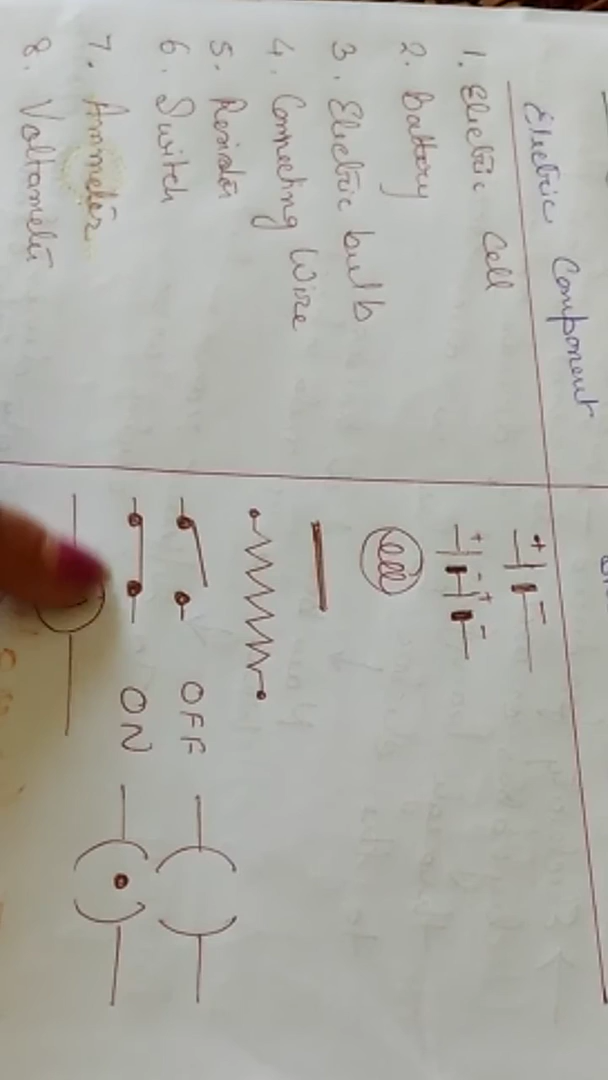 Electric Component
1. Electric Cell
2. Battery
3. Electric bulb
4. Connecting Wire
5. Resistor
6. Switch
OFF
ON
7. Ammeter
8. Voltameter